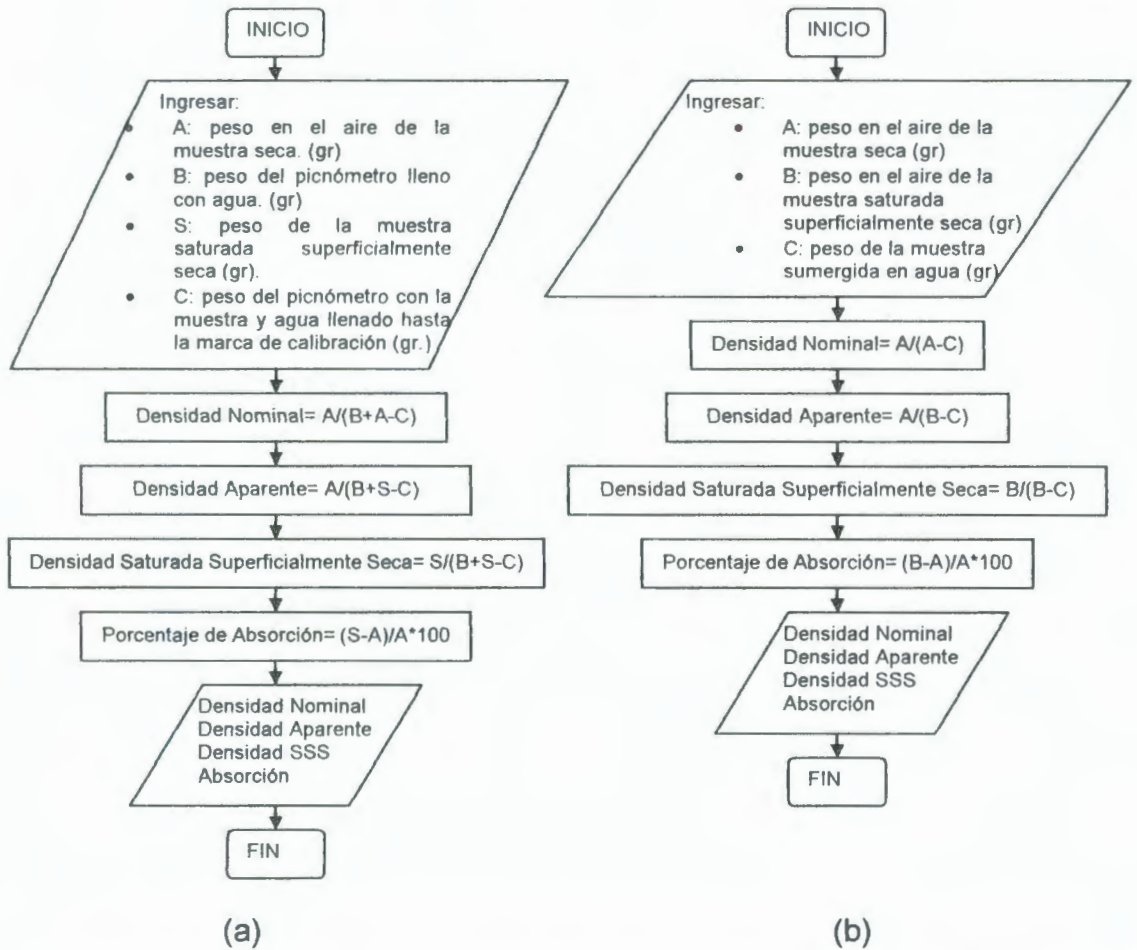 INICIO
Ingresar:
• A: peso en el aire de la
muestra seca. (gr)
• B: peso del picnómetro lleno
con agua. (gr)
• S: peso de la muestra
saturada superficialmente
seca (gr).
• C: peso del picnómetro con la
muestra y agua llenado hasta
la marca de calibración (gr.)
Densidad Nominal= A/(B+A-C)
Densidad Aparente= A/(B+S-C)
Densidad Saturada Superficialmente Seca= S/(B+S-C)
Porcentaje de Absorción= (S-A)/A*100
Densidad Nominal
Densidad Aparente
Densidad SSS
Absorción
FIN
(a)
INICIO
Ingresar:
• A: peso en el aire de la
muestra seca (gr)
• B: peso en el aire de la
muestra saturada
superficialmente seca (gr)
• C: peso de la muestra
sumergida en agua (gr)
Densidad Nominal= A/(A-C)
Densidad Aparente= A/(B-C)
Densidad Saturada Superficialmente Seca= B/(B-C)
Porcentaje de Absorción= (B-A)/A*100
Densidad Nominal
Densidad Aparente
Densidad SSS
Absorción
FIN
(b)